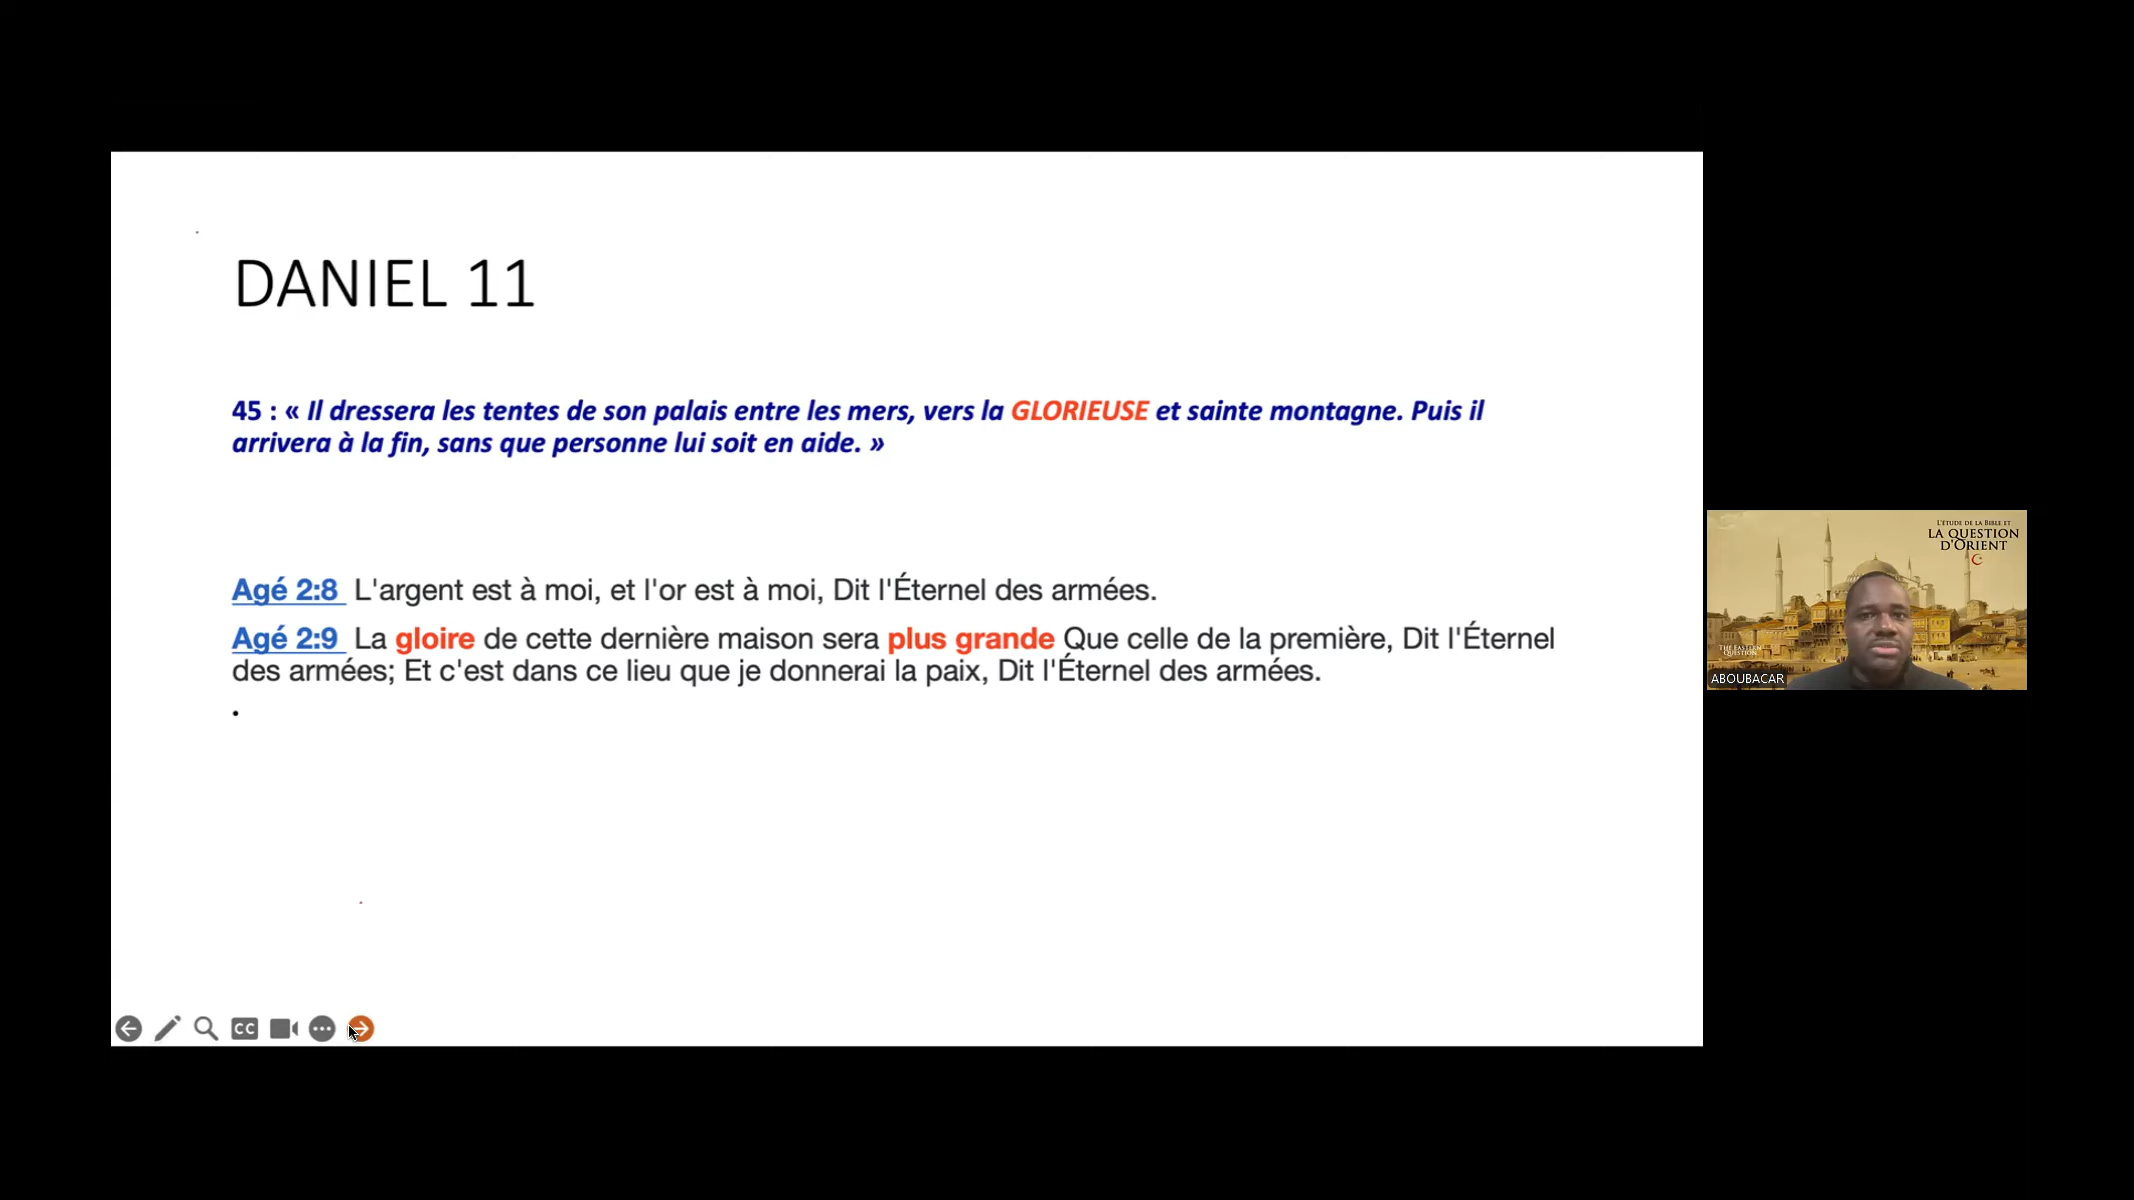 DANIEL 11
45 : « Il dressera les tentes de son palais entre les mers, vers la GLORIEUSE et sainte montagne. Puis il
arrivera à la fin, sans que personne lui soit en aide. »
Agé 2:8 L'argent est à moi, et l'or est à moi, Dit l'Éternel des armées.
Agé 2:9 La gloire de cette dernière maison sera plus grande Que celle de la première, Dit l'Éternel
des armées; Et c'est dans ce lieu que je donnerai la paix, Dit l'Éternel des armées.
CC
L'ÉTUDE DE LA BIBLE ET
LA QUESTION
D'ORIENT
THE EASTERN
QUESTION
ABOUBACAR